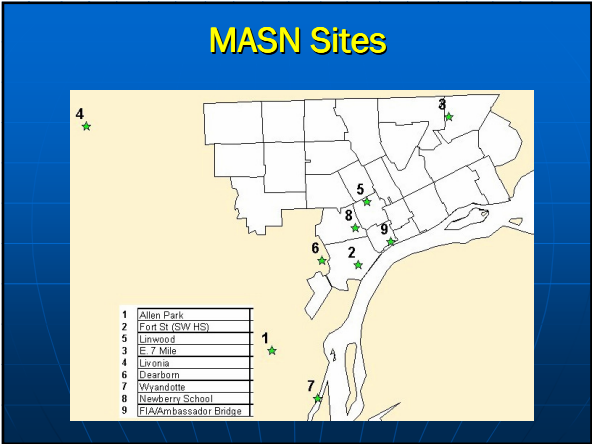 MASN Sites
4
3
5
8
9
6
2
1
7
1 Allen Park
2 Fort St (SW HS)
5 Linwood
3 E. 7 Mile
4 Livonia
6 Dearborn
7 Wyandotte
8 Newberry School
9 FIA/Ambassador Bridge